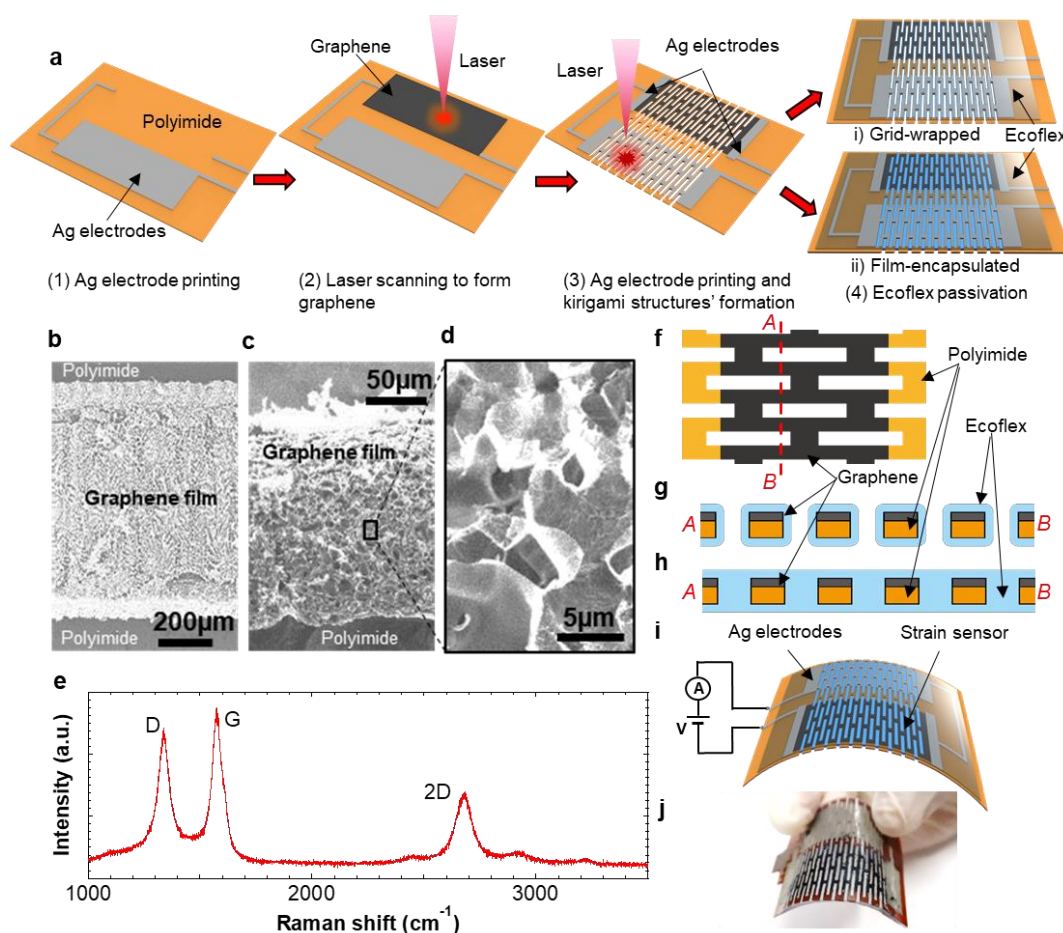 a
Graphene
Laser
Polyimide
Ag electrodes
Laser
Ag electrodes
i) Grid-wrapped
Ecoflex
ii) Film-encapsulated
(1) Ag electrode printing
(2) Laser scanning to form
graphene
(3) Ag electrode printing and
kirigami structures' formation
(4) Ecoflex passivation
b
Polyimide
Graphene film
200μm
Polyimide
c
50μm
Graphene film
Polyimide
d
5μm
e
Intensity (a.u.)
D
G
2D
1000
2000
3000
Raman shift (cm⁻¹)
f
A
B
Polyimide
Ecoflex
Graphene
g
A
B
h
A
B
i
Ag electrodes
Strain sensor
A
V
j